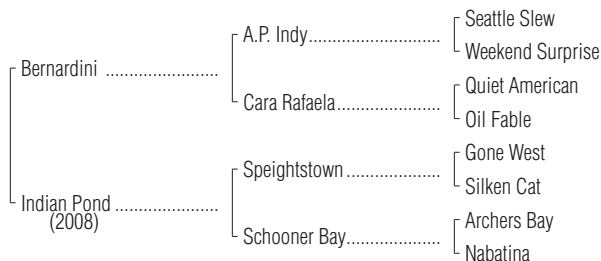 Seattle Slew
A.P. Indy........................................
Weekend Surprise
Bernardini ..................................
Quiet American
Cara Rafaela................................
Oil Fable
Gone West
Speightstown .............................
Silken Cat
Indian Pond ................................
(2008)
Archers Bay
Schooner Bay.............................
Nabatina